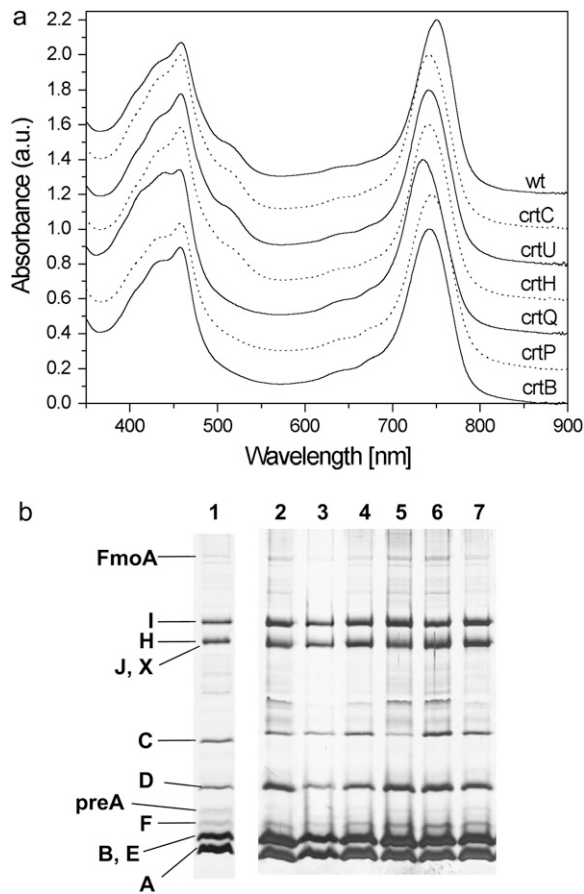 a
2.2
2.0
1.8
1.6
1.4
1.2
1.0
0.8
0.6
0.4
0.2
0.0
Absorbance (a.u.)
wt
crtC
crtU
crtH
crtQ
crtP
crtB
400 500 600 700 800 900
Wavelength [nm]
b
1 2 3 4 5 6 7
FmoA
I
H
J, X
C
D
preA
F
B, E
A